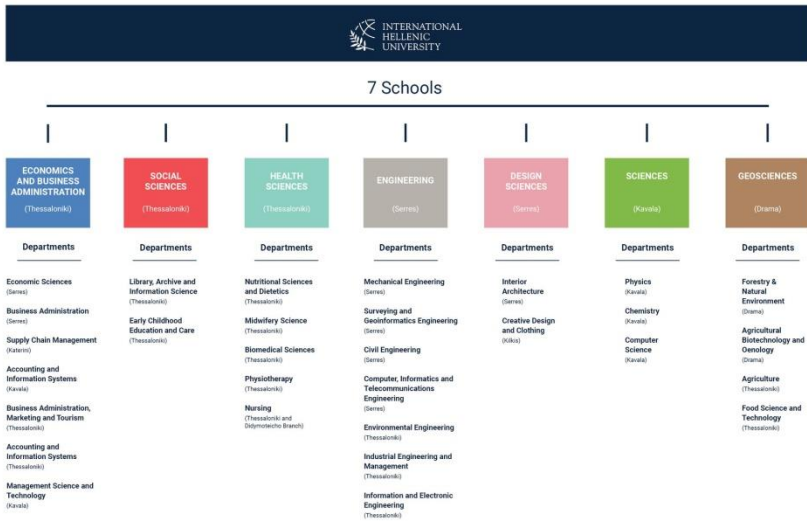 INTERNATIONAL
HELLENIC
UNIVERSITY
7 Schools
ECONOMICS
AND BUSINESS
ADMINISTRATION
(Thessaloniki)
Departments
Economic Sciences
(Serres)
Business Administration
(Serres)
Supply Chain Management
(Katerini)
Accounting and
Information Systems
(Kavala)
Business Administration,
Marketing and Tourism
(Thessaloniki)
Accounting and
Information Systems
(Thessaloniki)
Management Science and
Technology
(Kavala)
SOCIAL
SCIENCES
(Thessaloniki)
Departments
Library, Archive and
Information Science
(Thessaloniki)
Early Childhood
Education and Care
(Thessaloniki)
HEALTH
SCIENCES
(Thessaloniki)
Departments
Nutritional Sciences
and Dietetics
(Thessaloniki)
Midwifery Science
(Thessaloniki)
Biomedical Sciences
(Thessaloniki)
Physiotherapy
(Thessaloniki)
Nursing
(Thessaloniki and
Didymoteicho Branch)
ENGINEERING
(Serres)
Departments
Mechanical Engineering
(Serres)
Surveying and
Geoinformatics Engineering
(Serres)
Civil Engineering
(Serres)
Computer, Informatics and
Telecommunications
Engineering
(Serres)
Environmental Engineering
(Thessaloniki)
Industrial Engineering and
Management
(Thessaloniki)
Information and Electronic
Engineering
(Thessaloniki)
DESIGN
SCIENCES
(Serres)
Departments
Interior
Architecture
(Serres)
Creative Design
and Clothing
(Kilkis)
SCIENCES
(Kavala)
Departments
Physics
(Kavala)
Chemistry
(Kavala)
Computer
Science
(Kavala)
GEOSCIENCES
(Drama)
Departments
Forestry &
Natural
Environment
(Drama)
Agricultural
Biotechnology and
Oenology
(Drama)
Agriculture
(Thessaloniki)
Food Science and
Technology
(Thessaloniki)